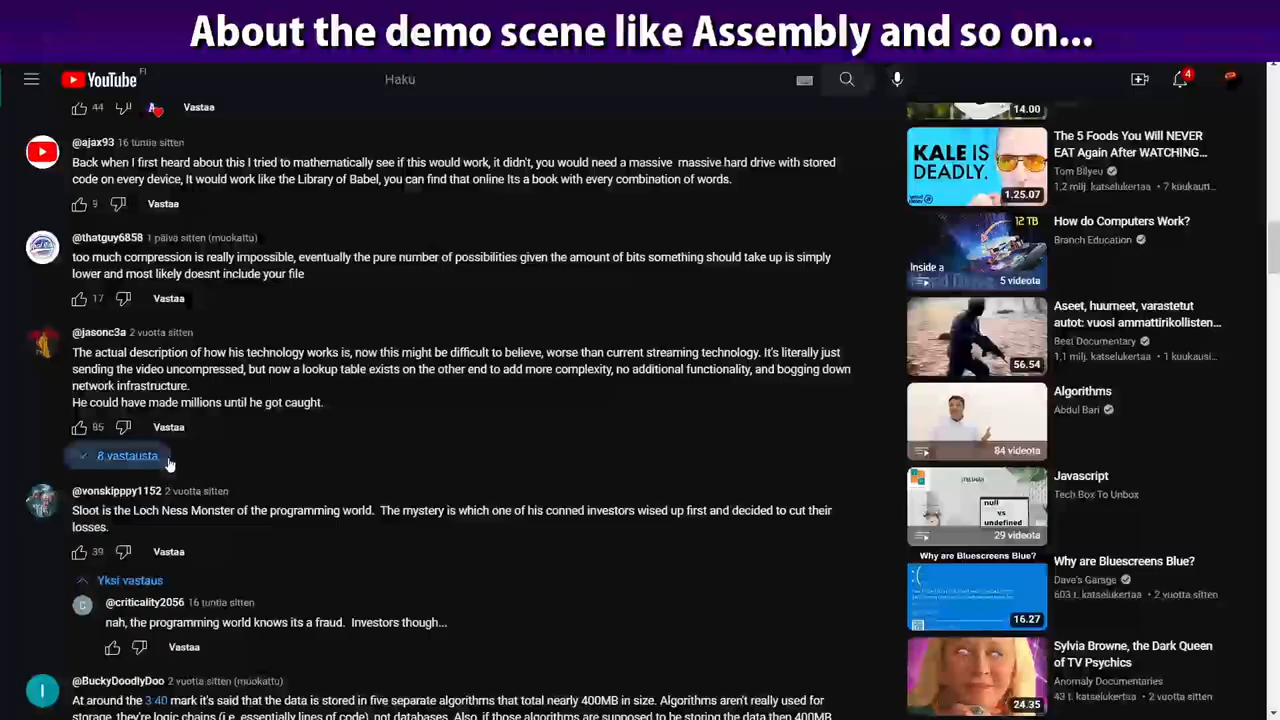 About the demo scene like Assembly and so on...
YouTube FI
Haku
4
44 Vastaa
@ajax93 16 tuntia sitten
Back when I first heard about this I tried to mathematically see if this would work, it didn't, you would need a massive massive hard drive with stored
code on every device, It would work like the Library of Babel, you can find that online Its a book with every combination of words.
9 Vastaa
@thatguy6858 1 päivä sitten (muokattu)
too much compression is really impossible
the pure number of possibilities given the amount of bits something should take up is simply
lower and most likely doesnt include your file
17 Vastaa
@jasonc3a 2 vuotta sitten
The actual description of how his technology works is, now this might be difficult to believe, worse than current streaming technology. It's literally just
sending the video uncompressed, but now a lookup table exists on the other end to add more complexity, no additional functionality, and bogging down
network infrastructure.
He could have made millions until he got caught.
85 Vastaa
8 vastausta
@vonskipppy1152 2 vuotta sitten
Sloot is the Loch Ness Monster of the programming world. The mystery is which one of his conned investors wised up first and decided to cut their
losses.
39 Vastaa
Yksi vastaus
C
@criticality2056 16 tuntia sitten
nah, the programming world knows its a fraud. Investors though...
Vastaa
I
@BuckyDoodlyDoo 2 vuotta sitten (muokattu)
At around the 3:40 mark it's said that the data is stored in five separate algorithms that total nearly 400MB in size. Algorithms aren't really used for
storage, they're logic chains (i.e. essentially lines of code), not databases. Also, if those algorithms are supposed to be storing the data then 400MB
14.00
KALE IS
DEADLY.
1.25.07
The 5 Foods You Will NEVER
EAT Again After WATCHING...
Tom Bilyeu
1,2 milj. katselukertaa • 7 kuukautt...
12 TB
Inside a
Hard Drive
5 videota
How do Computers Work?
Branch Education
56.54
Aseet, huumeet, varastetut
autot: vuosi ammattirikollisten...
Best Documentary
1,1 milj. katselukertaa • 1 kuukausi...
84 videota
Algorithms
Abdul Bari
null
vs
undefined
29 videota
Javascript
Tech Box To Unbox
Why are Bluescreens Blue?
:(
16.27
Why are Bluescreens Blue?
Dave's Garage
603 t. katselukertaa • 2 vuotta sitten
24.35
Sylvia Browne, the Dark Queen
of TV Psychics
Anomaly Documentaries
43 t. katselukertaa • 2 vuotta sitten